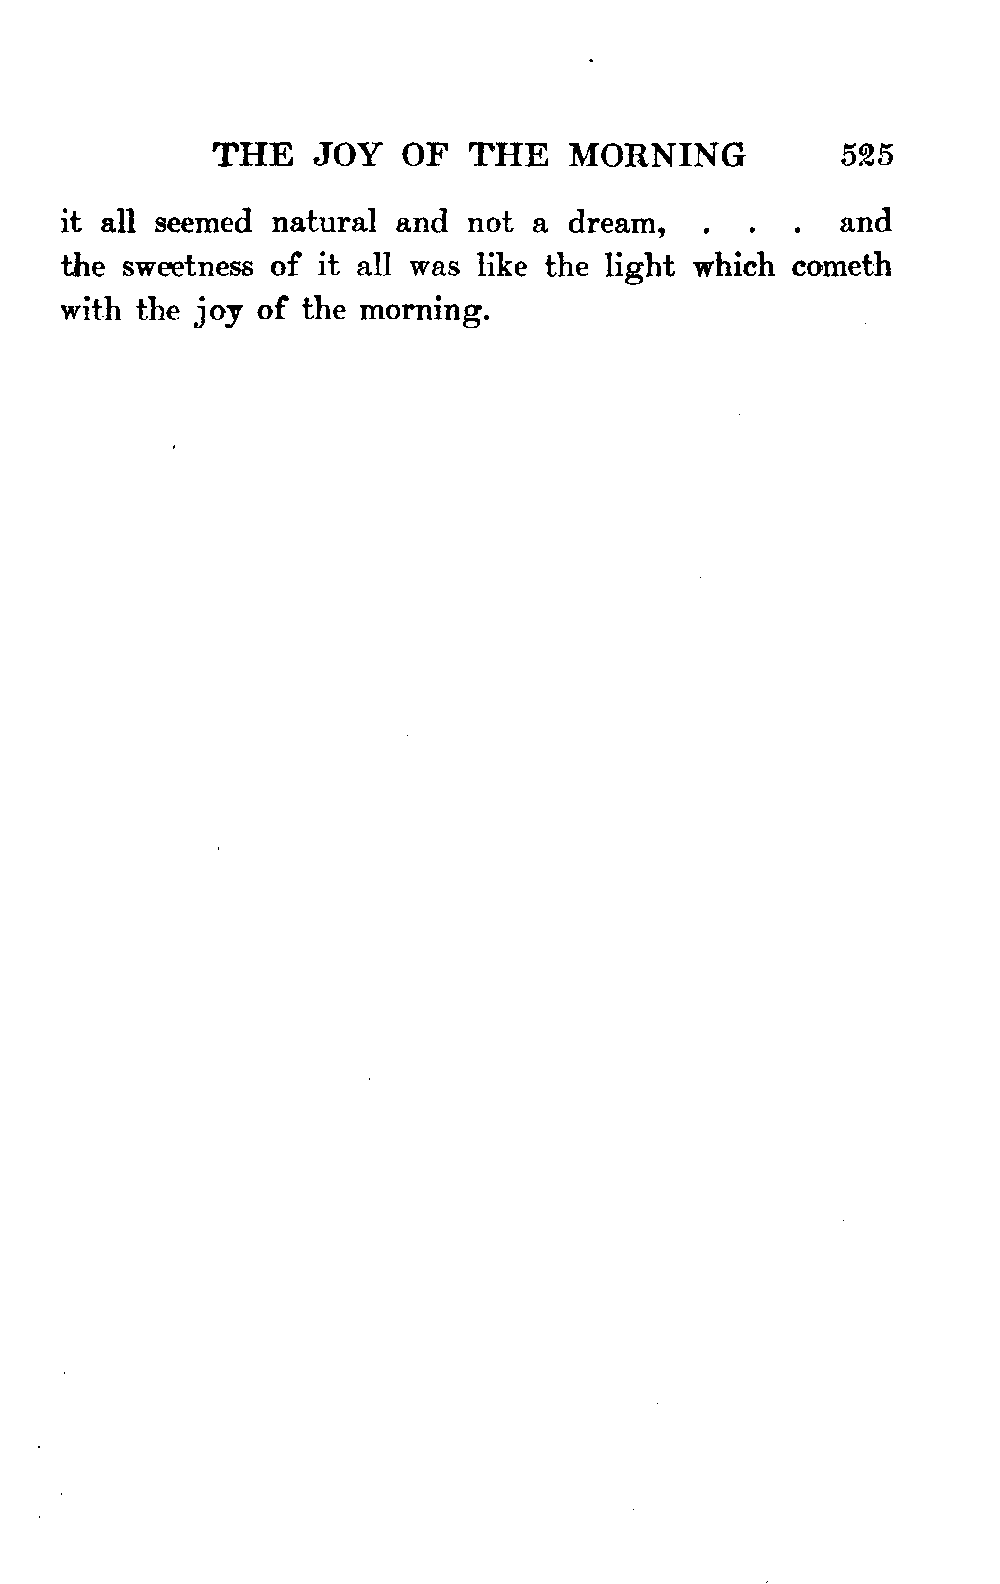 THE JOY OF THE MORNING 525
it all seemed natural and not a dream, . . . and
the sweetness of it all was like the light which cometh
with the joy of the morning.